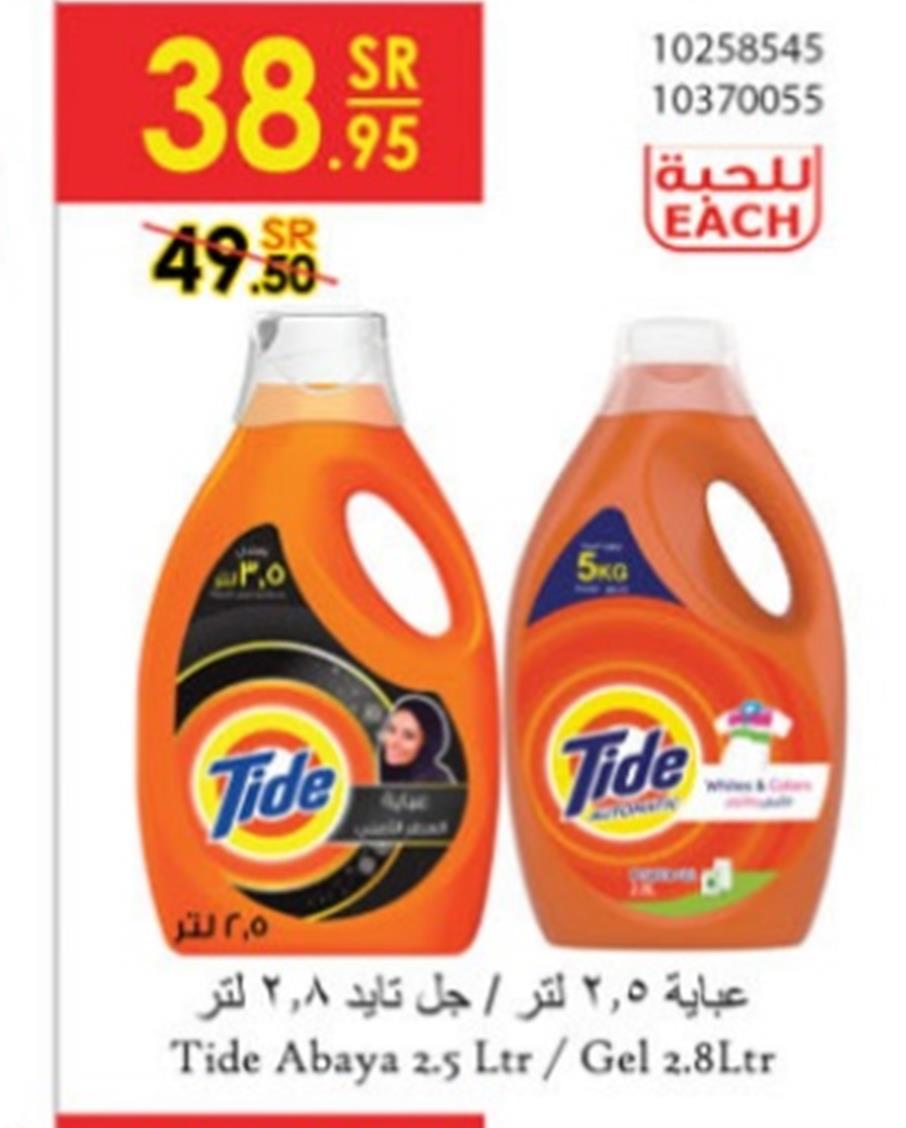 38.95 SR
10258545
10370055
للحبة
EACH
49.50 SR
٣,٥ لتر
5KG
Tide
عباية
Tide
AUTOMATIC
Whites & Colors
٢,٥ لتر
عباية ٢,٥ لتر / جل تايد ٢,٨ لتر
Tide Abaya 2.5 Ltr / Gel 2.8Ltr